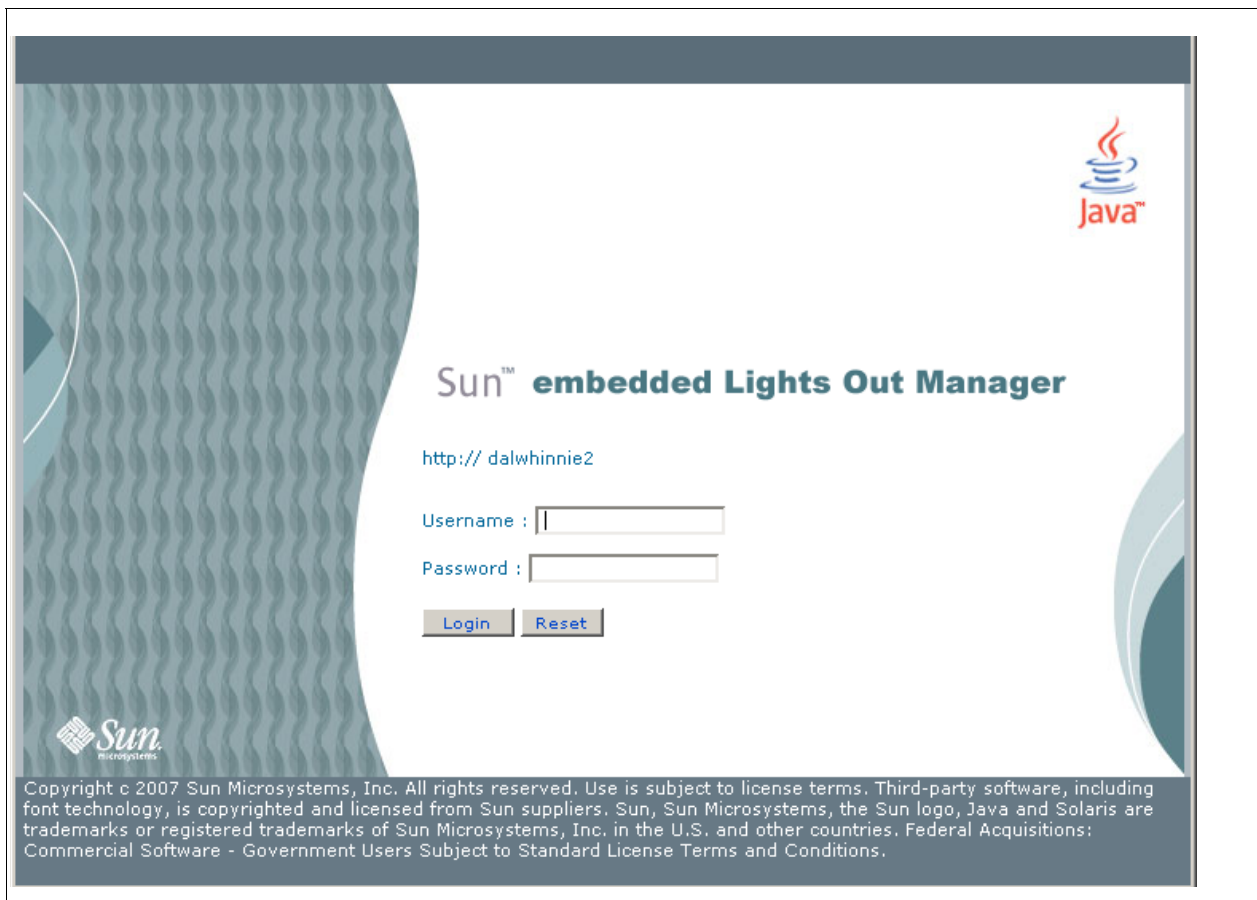 Java™
Sun™ embedded Lights Out Manager
http:// dalwhinnie2
Username :
Password :
Login Reset
Sun
microsystems
Copyright c 2007 Sun Microsystems, Inc. All rights reserved. Use is subject to license terms. Third-party software, including
font technology, is copyrighted and licensed from Sun suppliers. Sun, Sun Microsystems, the Sun logo, Java and Solaris are
trademarks or registered trademarks of Sun Microsystems, Inc. in the U.S. and other countries. Federal Acquisitions:
Commercial Software - Government Users Subject to Standard License Terms and Conditions.